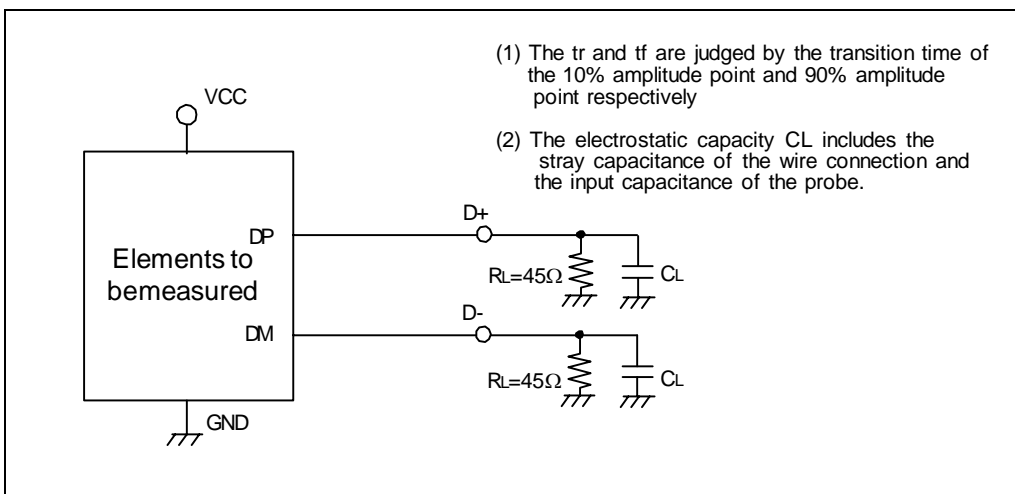 (1) The tr and tf are judged by the transition time of
the 10% amplitude point and 90% amplitude
point respectively
(2) The electrostatic capacity CL includes the
stray capacitance of the wire connection and
the input capacitance of the probe.
VCC
DP
D+
Elements to
bemeasured
RL=45Ω
CL
DM
D-
RL=45Ω
CL
GND